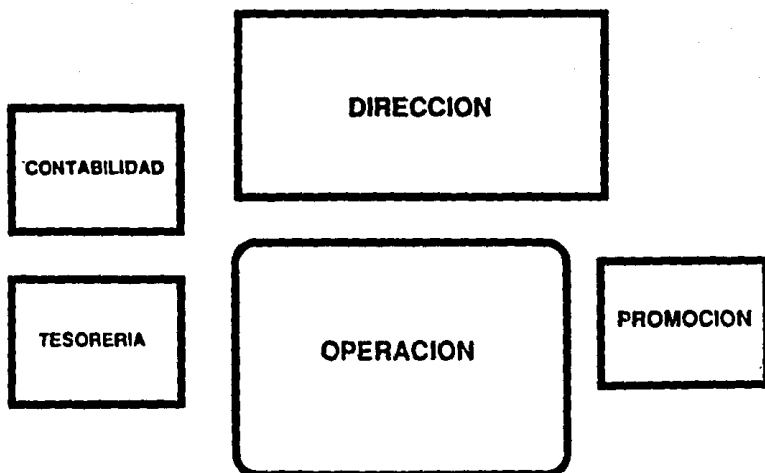 DIRECCION
CONTABILIDAD
TESORERIA
OPERACION
PROMOCION